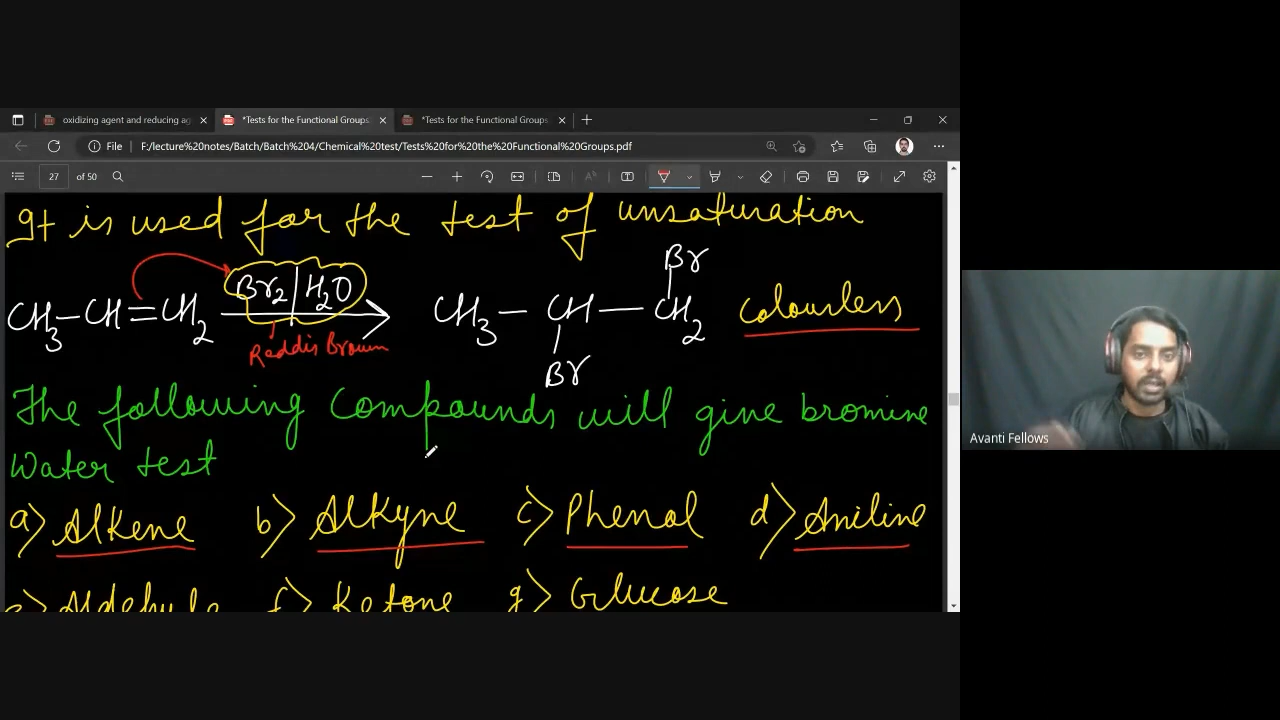 oxidizing agent and reducing ag
*Tests for the Functional Groups
*Tests for the Functional Groups
File
F:/lecture%20notes/Batch/Batch%204/Chemical%20test/Tests%20for%20the%20Functional%20Groups.pdf
27 of 50
It is used for the test of unsaturation
Br
CH3-CH=CH2 Br2|H2O CH3-CH-CH2 colourless
Reddis Brown
Br
The following Compounds will give bromine
Water test
a> Alkene b> Alkyne c> Phenol d> Aniline
e> Aldehyde f> Ketone g> Glucose
Avanti Fellows